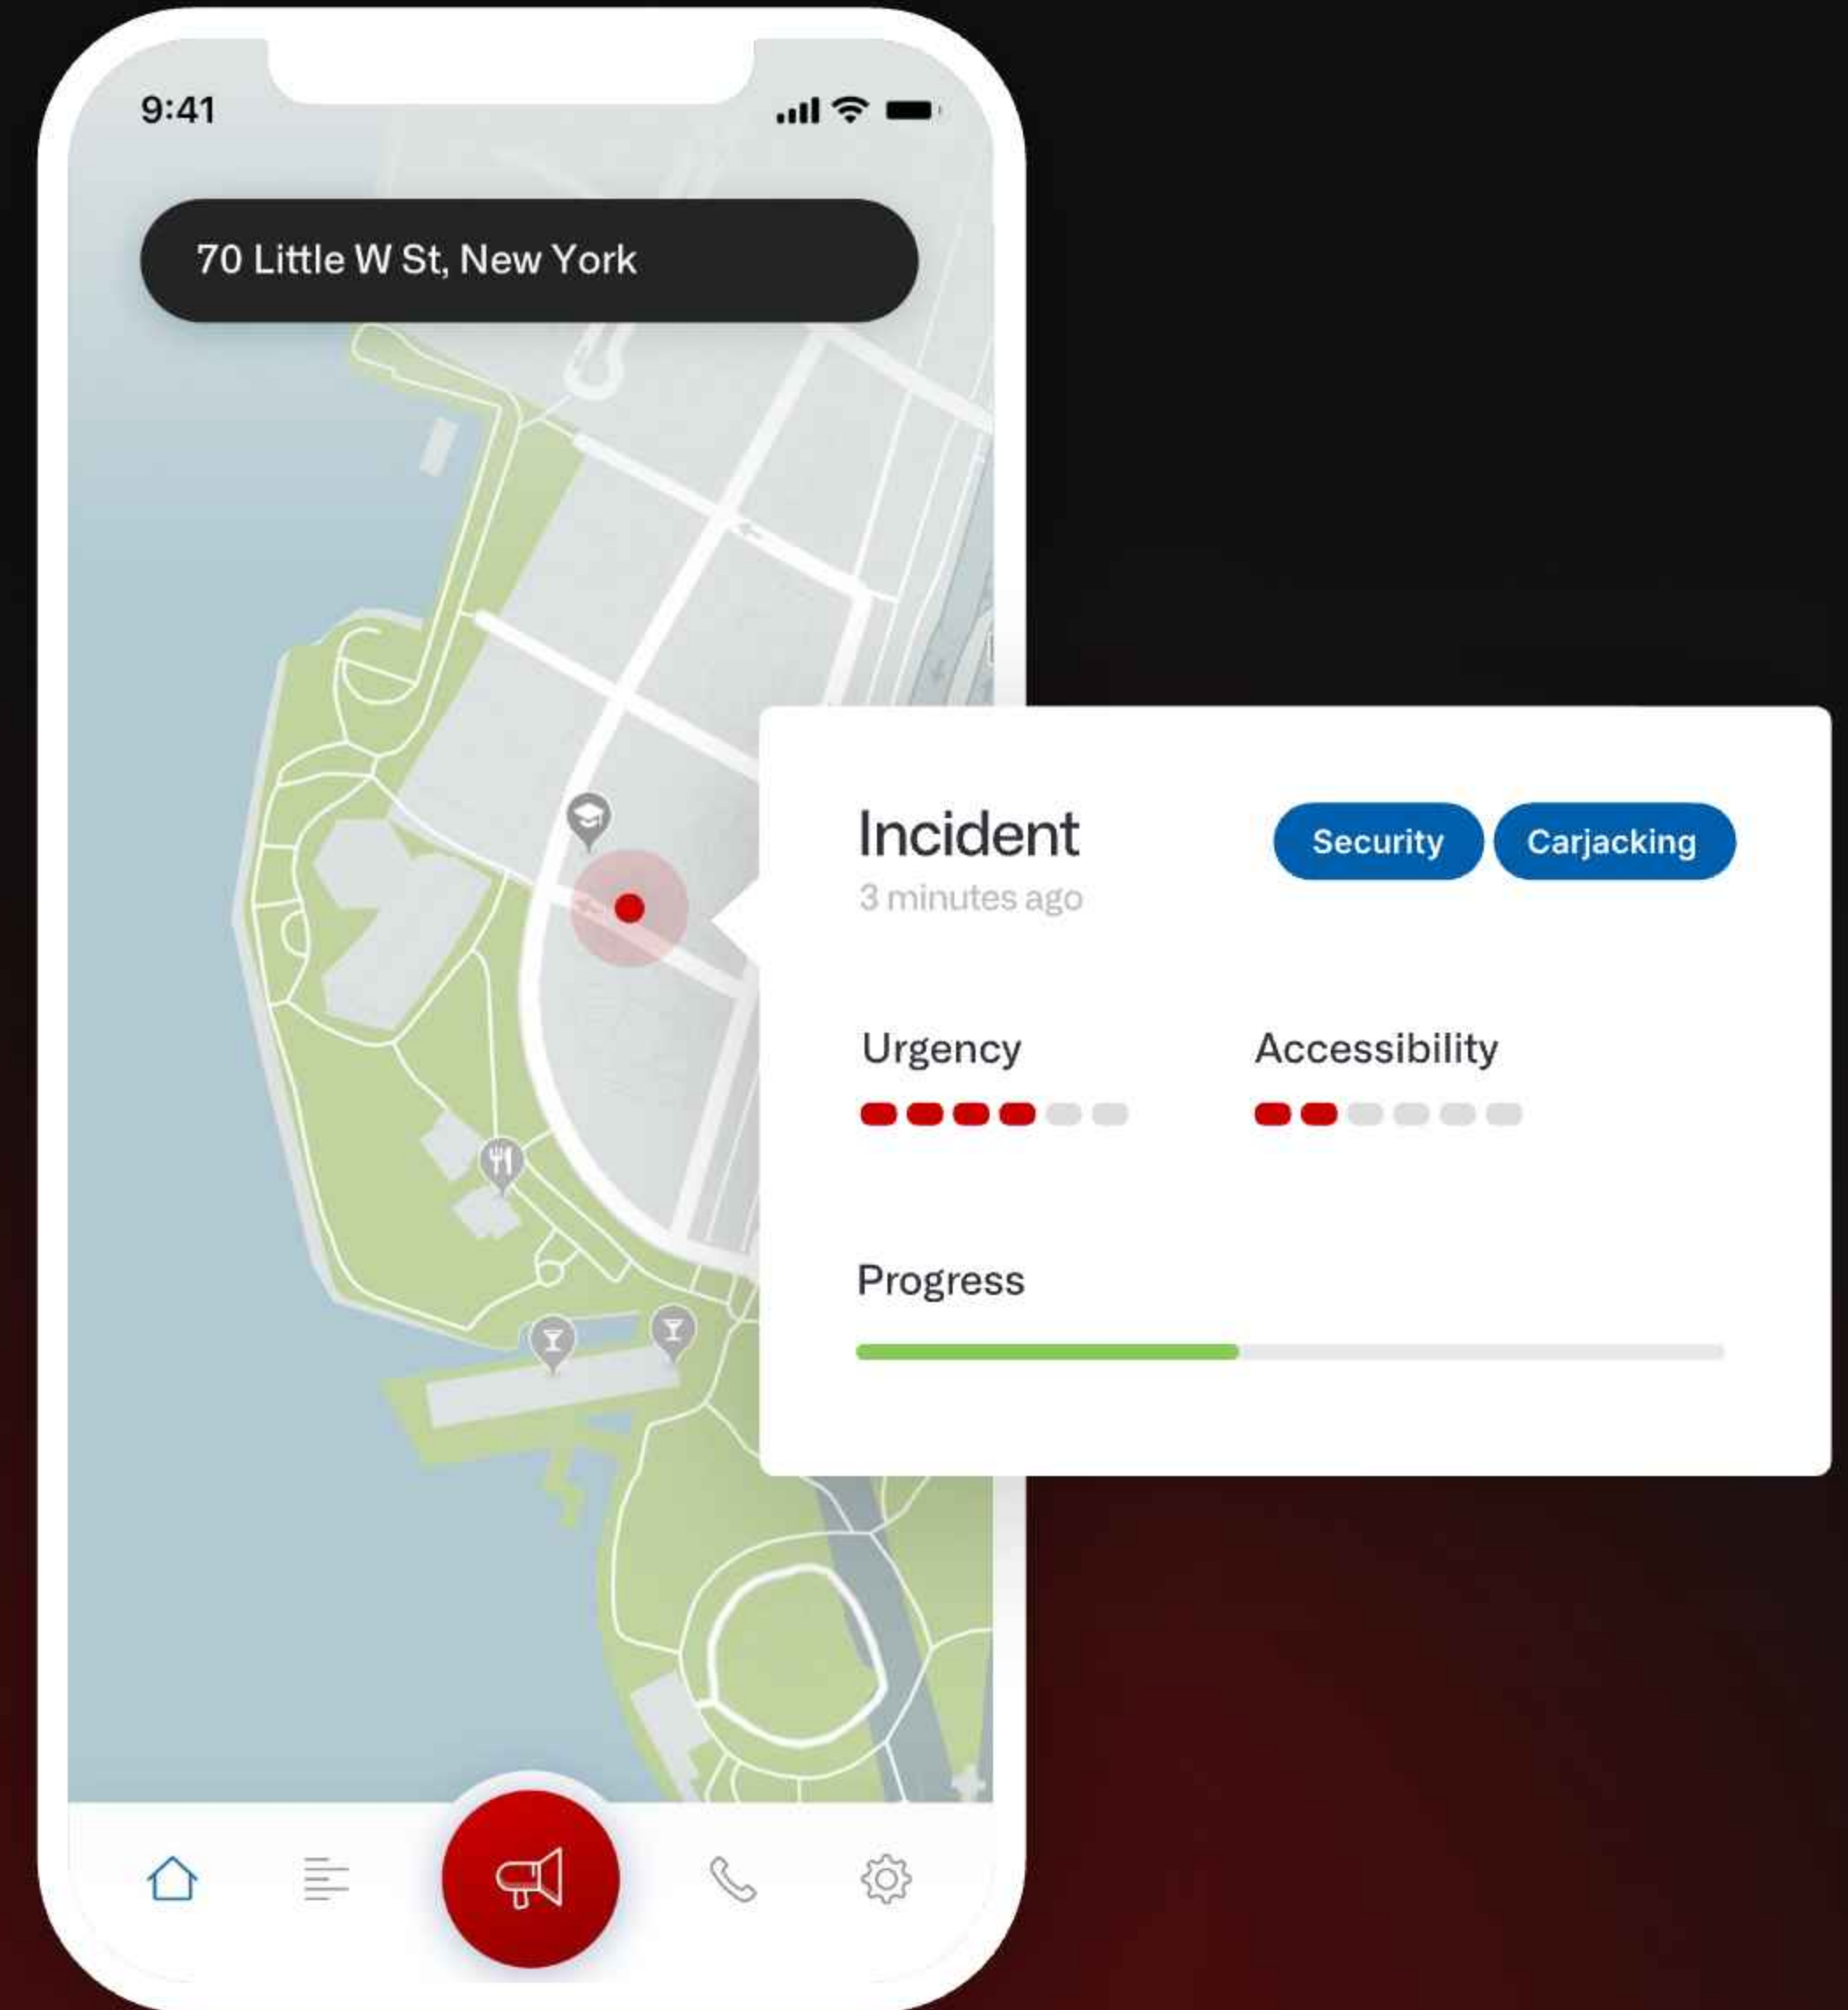 9:41
70 Little W St, New York
Incident
Security
Carjacking
3 minutes ago
Urgency
Accessibility
Progress